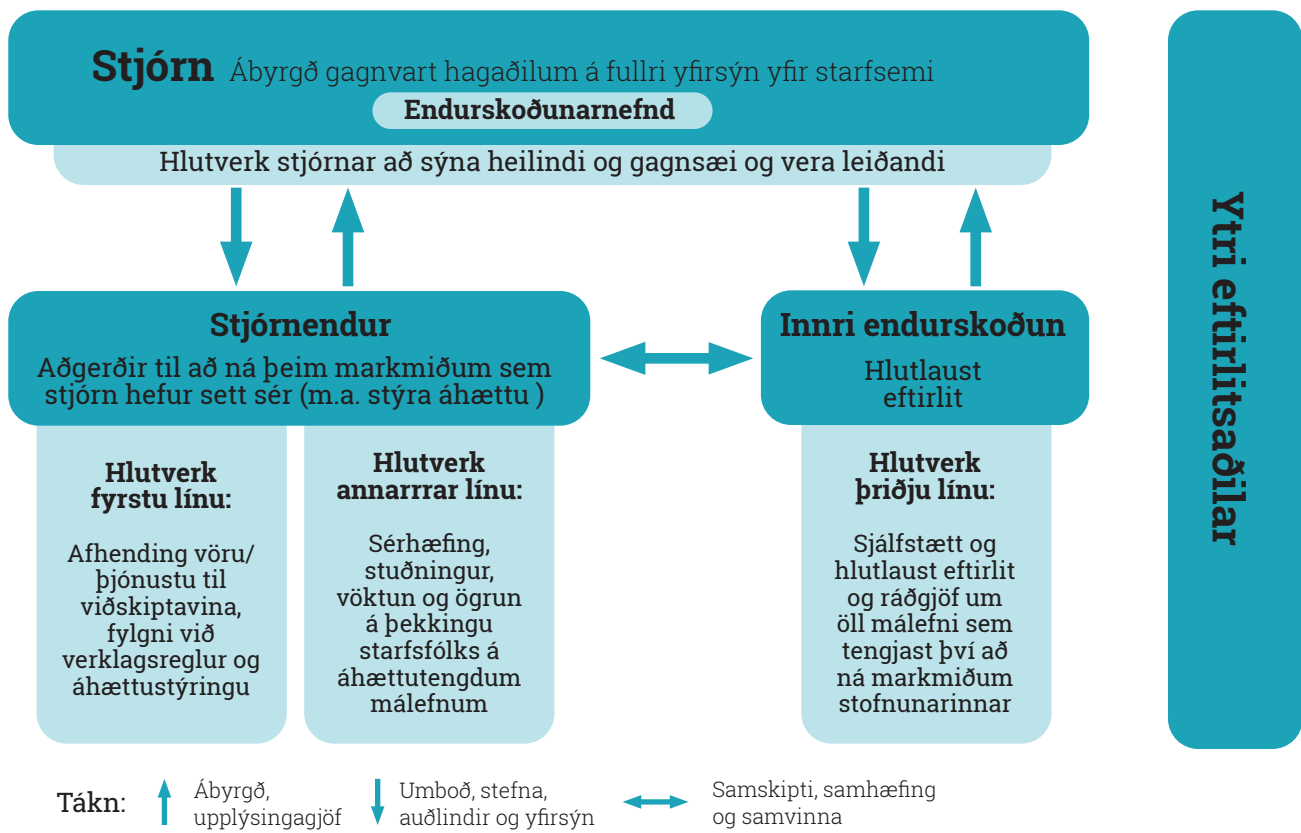 Stjórn Ábyrgð gagnvart hagaðilum á fullri yfirsýn yfir starfsemi
Endurskoðunarnefnd
Hlutverk stjórnar að sýna heilindi og gagnsæi og vera leiðandi
Stjórnendur
Aðgerðir til að ná þeim markmiðum sem
stjórn hefur sett sér (m.a. stýra áhættu )
Innri endurskoðun
Hlutlaust
eftirlit
Hlutverk
fyrstu línu:
Afhending vöru/
þjónustu til
viðskiptavina,
fylgni við
verklagsreglur og
áhættustýringu
Hlutverk
annarrrar línu:
Sérhæfing,
stuðningur,
vöktun og ögrun
á þekkingu
starfsfólks á
áhættutengdum
málefnum
Hlutverk
þriðju línu:
Sjálfstætt og
hlutlaust eftirlit
og ráðgjöf um
öll málefni sem
tengjast því að
ná markmiðum
stofnunarinnar
Ytri eftirlitsaðilar
Tákn:
Ábyrgð,
upplýsingagjöf
Umboð, stefna,
auðlindir og yfirsýn
Samskipti, samhæfing
og samvinna